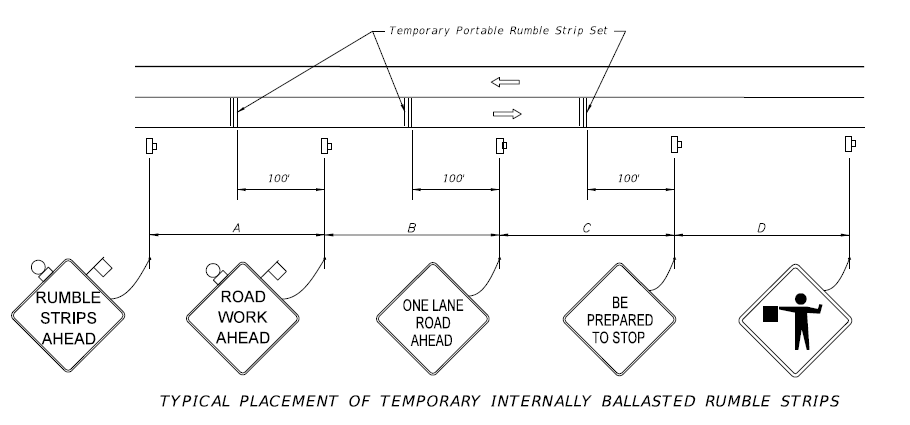 Temporary Portable Rumble Strip Set
100'
100'
100'
A
B
C
D
RUMBLE
STRIPS
AHEAD
ROAD
WORK
AHEAD
ONE LANE
ROAD
AHEAD
BE
PREPARED
TO STOP
TYPICAL PLACEMENT OF TEMPORARY INTERNALLY BALLASTED RUMBLE STRIPS